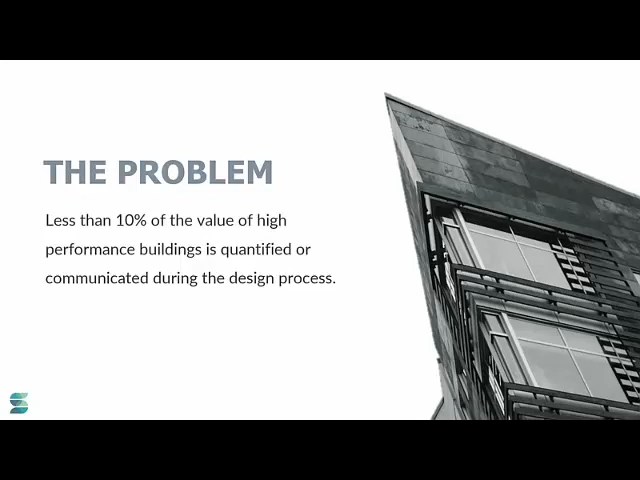 THE PROBLEM
Less than 10% of the value of high
performance buildings is quantified or
communicated during the design process.